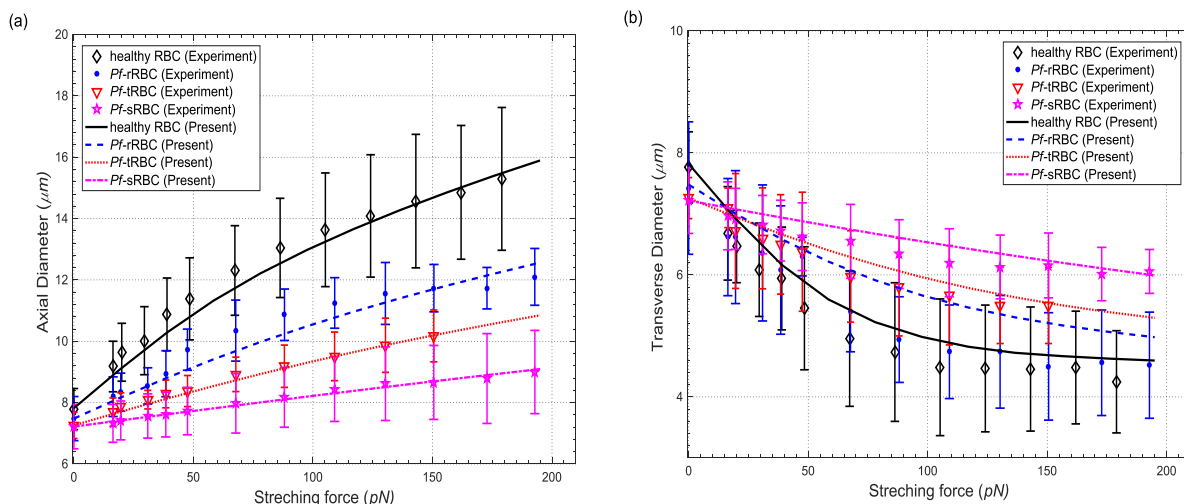 (a)
20
18
16
14
12
10
8
6
Axial Diameter (μm)
healthy RBC (Experiment)
Pf-rRBC (Experiment)
Pf-tRBC (Experiment)
Pf-sRBC (Experiment)
healthy RBC (Present)
Pf-rRBC (Present)
Pf-tRBC (Present)
Pf-sRBC (Present)
0 50 100 150 200
Streching force (pN)
(b)
10
8
6
4
Transverse Diameter (μm)
healthy RBC (Experiment)
Pf-rRBC (Experiment)
Pf-tRBC (Experiment)
Pf-sRBC (Experiment)
healthy RBC (Present)
Pf-rRBC (Present)
Pf-tRBC (Present)
Pf-sRBC (Present)
0 50 100 150 200
Streching force (pN)